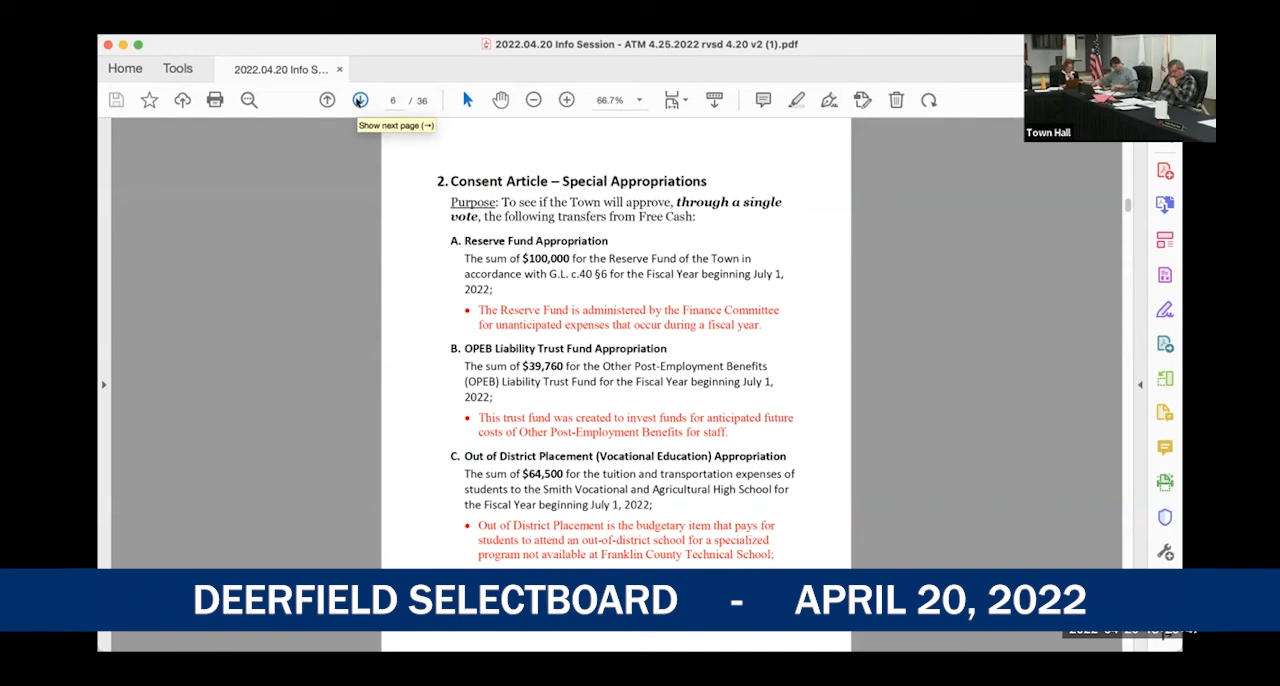 2022.04.20 Info Session - ATM 4.25.2022 rvsd 4.20 v2 (1).pdf
Home Tools 2022.04.20 Info S... ×
6 / 36 66.7%
Show next page (→)
Town Hall
2. Consent Article – Special Appropriations
Purpose: To see if the Town will approve, through a single
vote, the following transfers from Free Cash:
A. Reserve Fund Appropriation
The sum of $100,000 for the Reserve Fund of the Town in
accordance with G.L. c.40 §6 for the Fiscal Year beginning July 1,
2022;
• The Reserve Fund is administered by the Finance Committee
for unanticipated expenses that occur during a fiscal year.
B. OPEB Liability Trust Fund Appropriation
The sum of $39,760 for the Other Post-Employment Benefits
(OPEB) Liability Trust Fund for the Fiscal Year beginning July 1,
2022;
• This trust fund was created to invest funds for anticipated future
costs of Other Post-Employment Benefits for staff.
C. Out of District Placement (Vocational Education) Appropriation
The sum of $64,500 for the tuition and transportation expenses of
students to the Smith Vocational and Agricultural High School for
the Fiscal Year beginning July 1, 2022;
• Out of District Placement is the budgetary item that pays for
students to attend an out-of-district school for a specialized
program not available at Franklin County Technical School;
DEERFIELD SELECTBOARD - APRIL 20, 2022